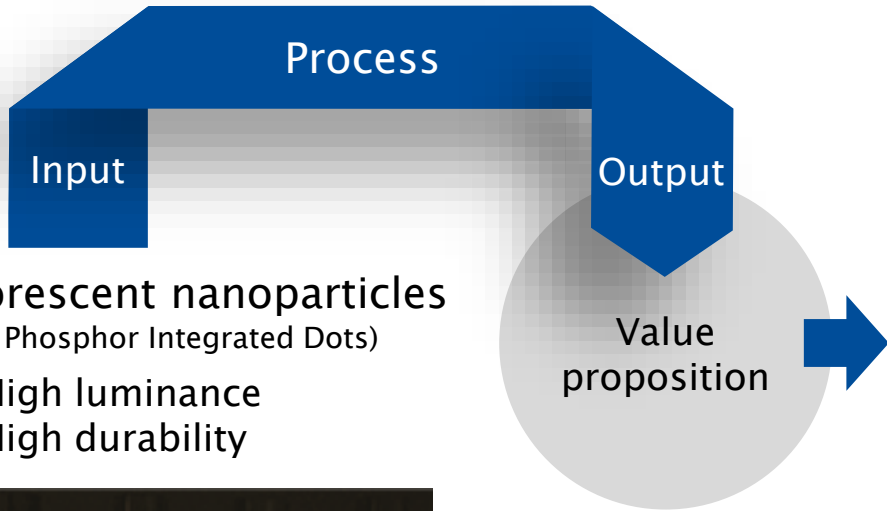 Process
Input
Output
orescent nanoparticles
Phosphor Integrated Dots)
High luminance
High durability
Value
proposition